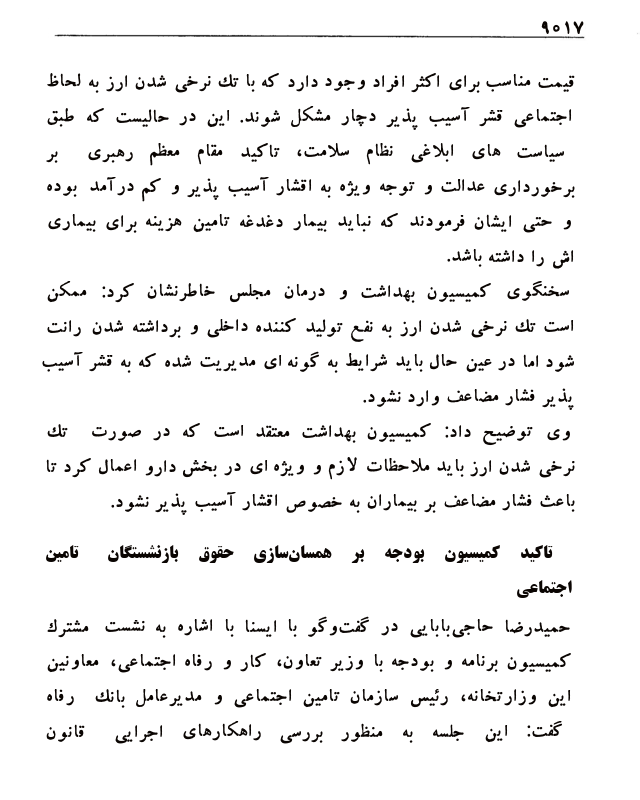 ۹۰۱۷
قیمت مناسب برای اکثر افراد وجود دارد که با تك نرخی شدن ارز به لحاظ
اجتماعی قشر آسیب پذیر دچار مشکل شوند. این در حالیست که طبق
سیاست های ابلاغی نظام سلامت، تاکید مقام معظم رهبری بر
برخورداری عدالت و توجه ویژه به اقشار آسیب پذیر و کم درآمد بوده
و حتی ایشان فرمودند که نباید بیمار دغدغه تامین هزینه برای بیماری
اش را داشته باشد.
سخنگوی کمیسیون بهداشت و درمان مجلس خاطرنشان کرد: ممکن
است تك نرخی شدن ارز به نفع تولید کننده داخلی و برداشته شدن رانت
شود اما در عین حال باید شرایط به گونه ای مدیریت شده که به قشر آسیب
پذیر فشار مضاعف وارد نشود.
وی توضیح داد: کمیسیون بهداشت معتقد است که در صورت تك
نرخی شدن ارز باید ملاحظات لازم و ویژه ای در بخش دارو اعمال کرد تا
باعث فشار مضاعف بر بیماران به خصوص اقشار آسیب پذیر نشود.
تاکید کمیسیون بودجه بر همسان‌سازی حقوق بازنشستگان تامین
اجتماعی
حمیدرضا حاجی‌بابایی در گفت‌وگو با ایسنا با اشاره به نشست مشترك
کمیسیون برنامه و بودجه با وزیر تعاون، کار و رفاه اجتماعی، معاونین
این وزارتخانه، رئیس سازمان تامین اجتماعی و مدیرعامل بانك رفاه
گفت: این جلسه به منظور بررسی راهکارهای اجرایی قانون